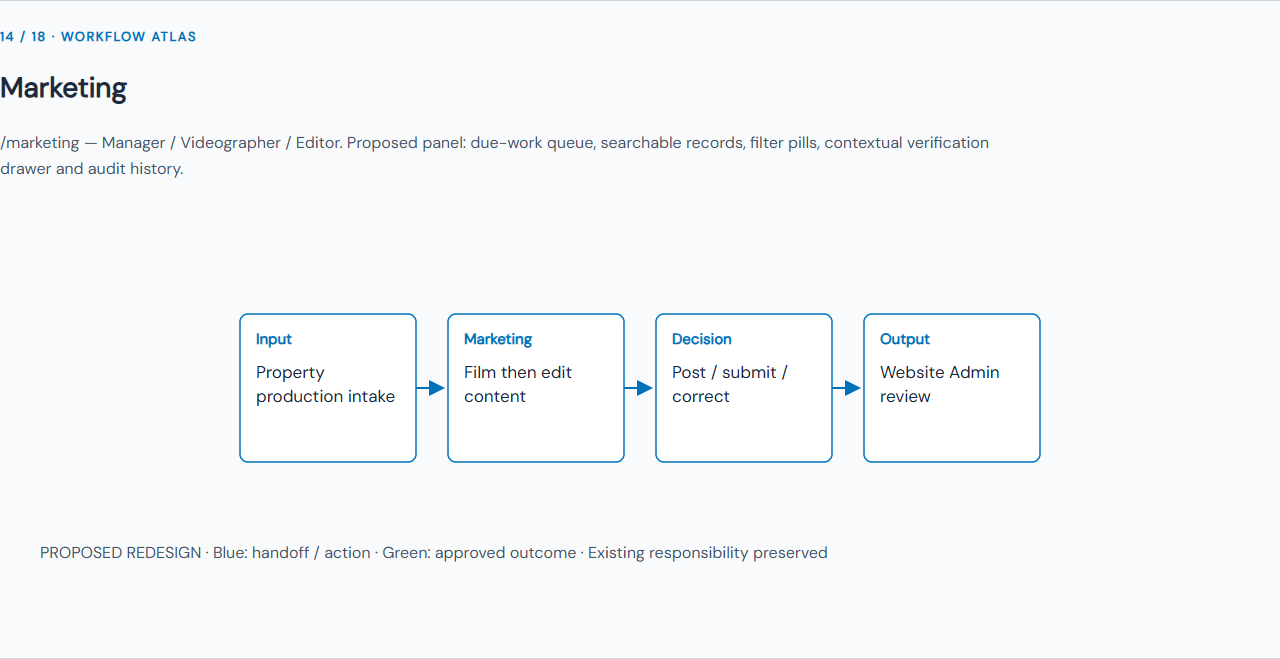 14 / 18 · WORKFLOW ATLAS
Marketing
/marketing — Manager / Videographer / Editor. Proposed panel: due-work queue, searchable records, filter pills, contextual verification
drawer and audit history.
Input
Property
production intake
Marketing
Film then edit
content
Decision
Post / submit /
correct
Output
Website Admin
review
PROPOSED REDESIGN · Blue: handoff / action · Green: approved outcome · Existing responsibility preserved